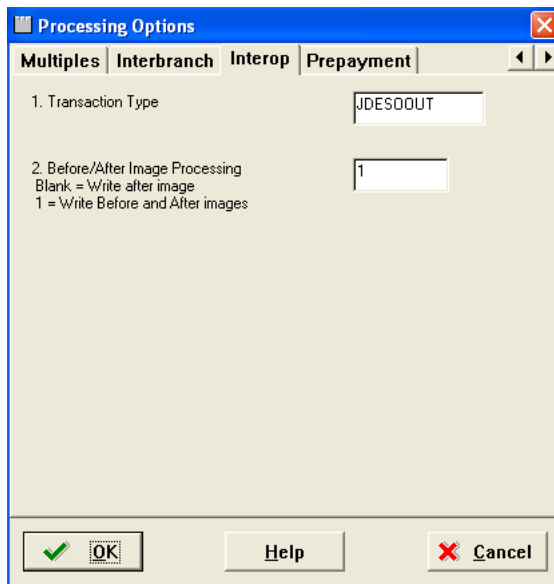 Processing Options
Multiples Interbranch Interop Prepayment
1. Transaction Type JDESOOUT
2. Before/After Image Processing 1
Blank = Write after image
1 = Write Before and After images
OK Help Cancel